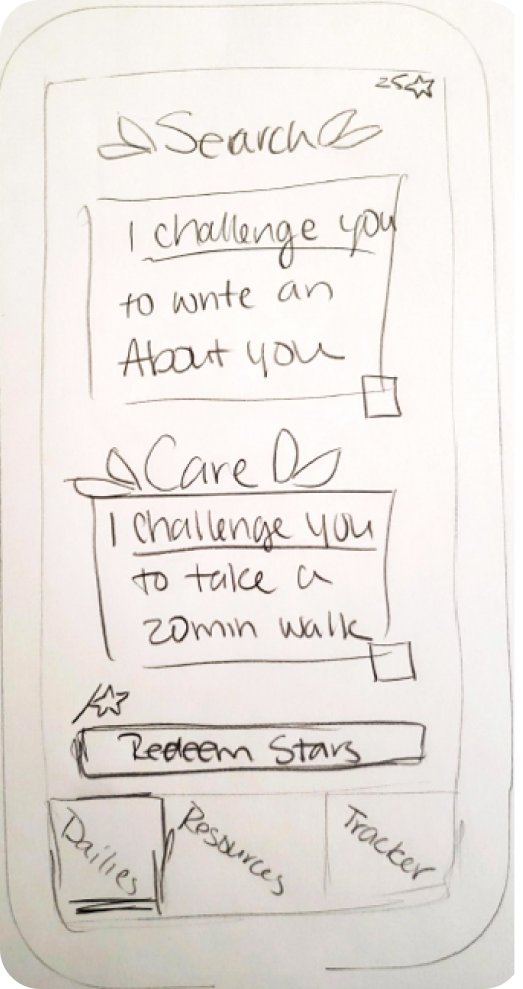 25
Search
I challenge you
to write an
About you
Care
I challenge you
to take a
20min walk
Redeem Stars
Dailies
Resources
Tracker